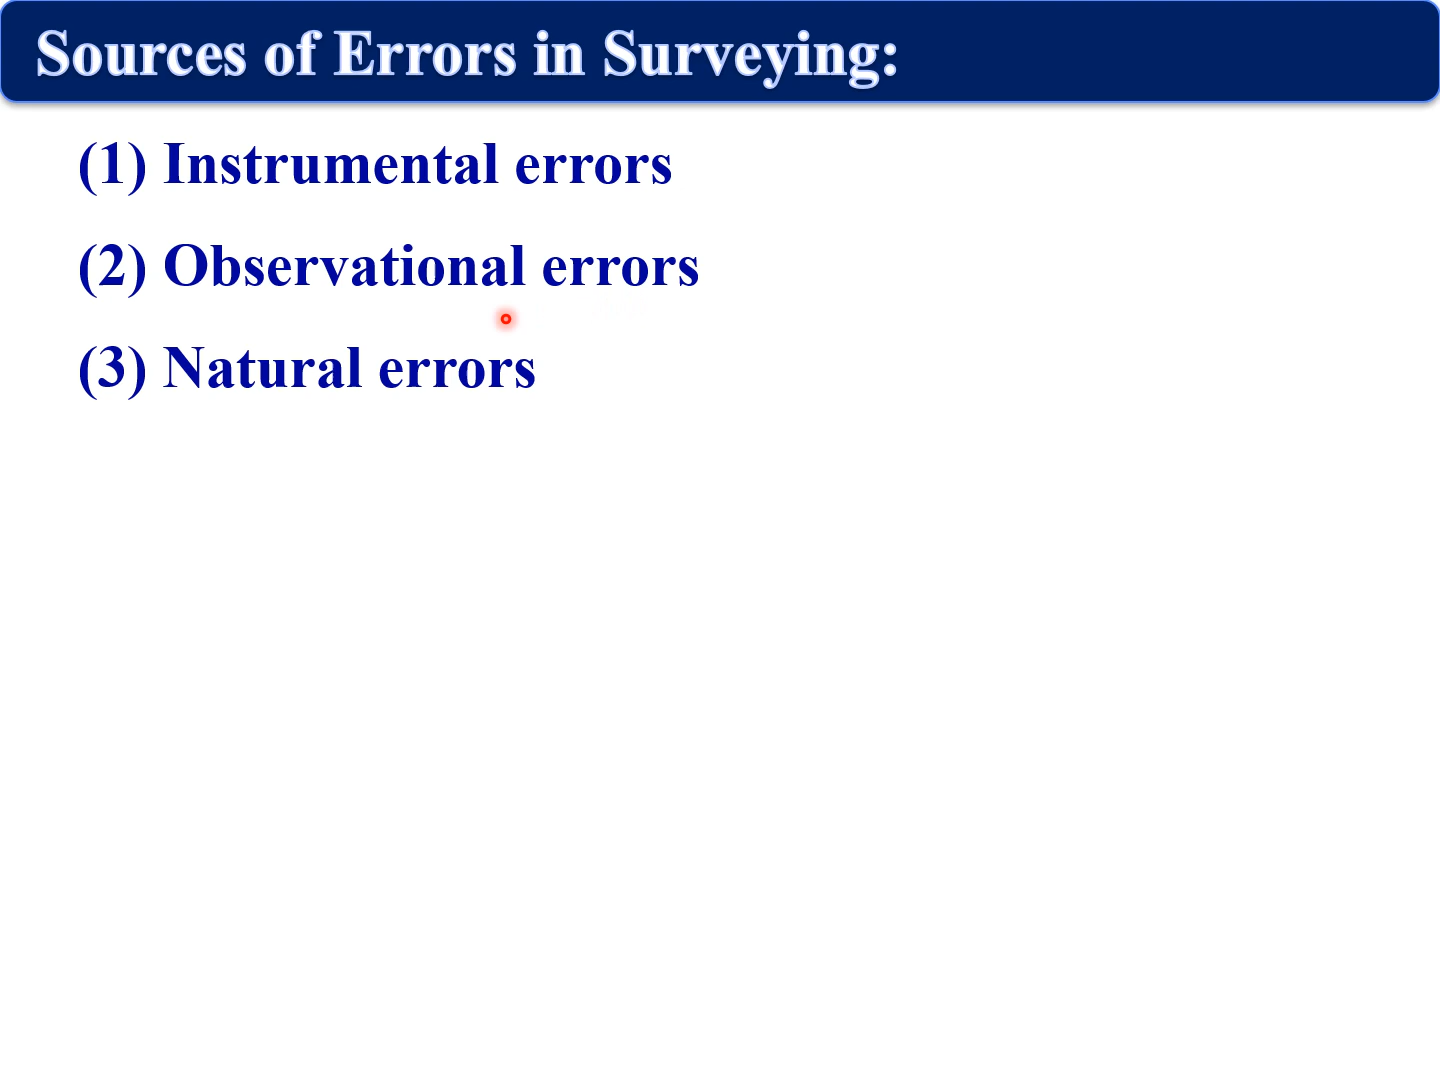 Sources of Errors in Surveying:
(1) Instrumental errors
(2) Observational errors
(3) Natural errors